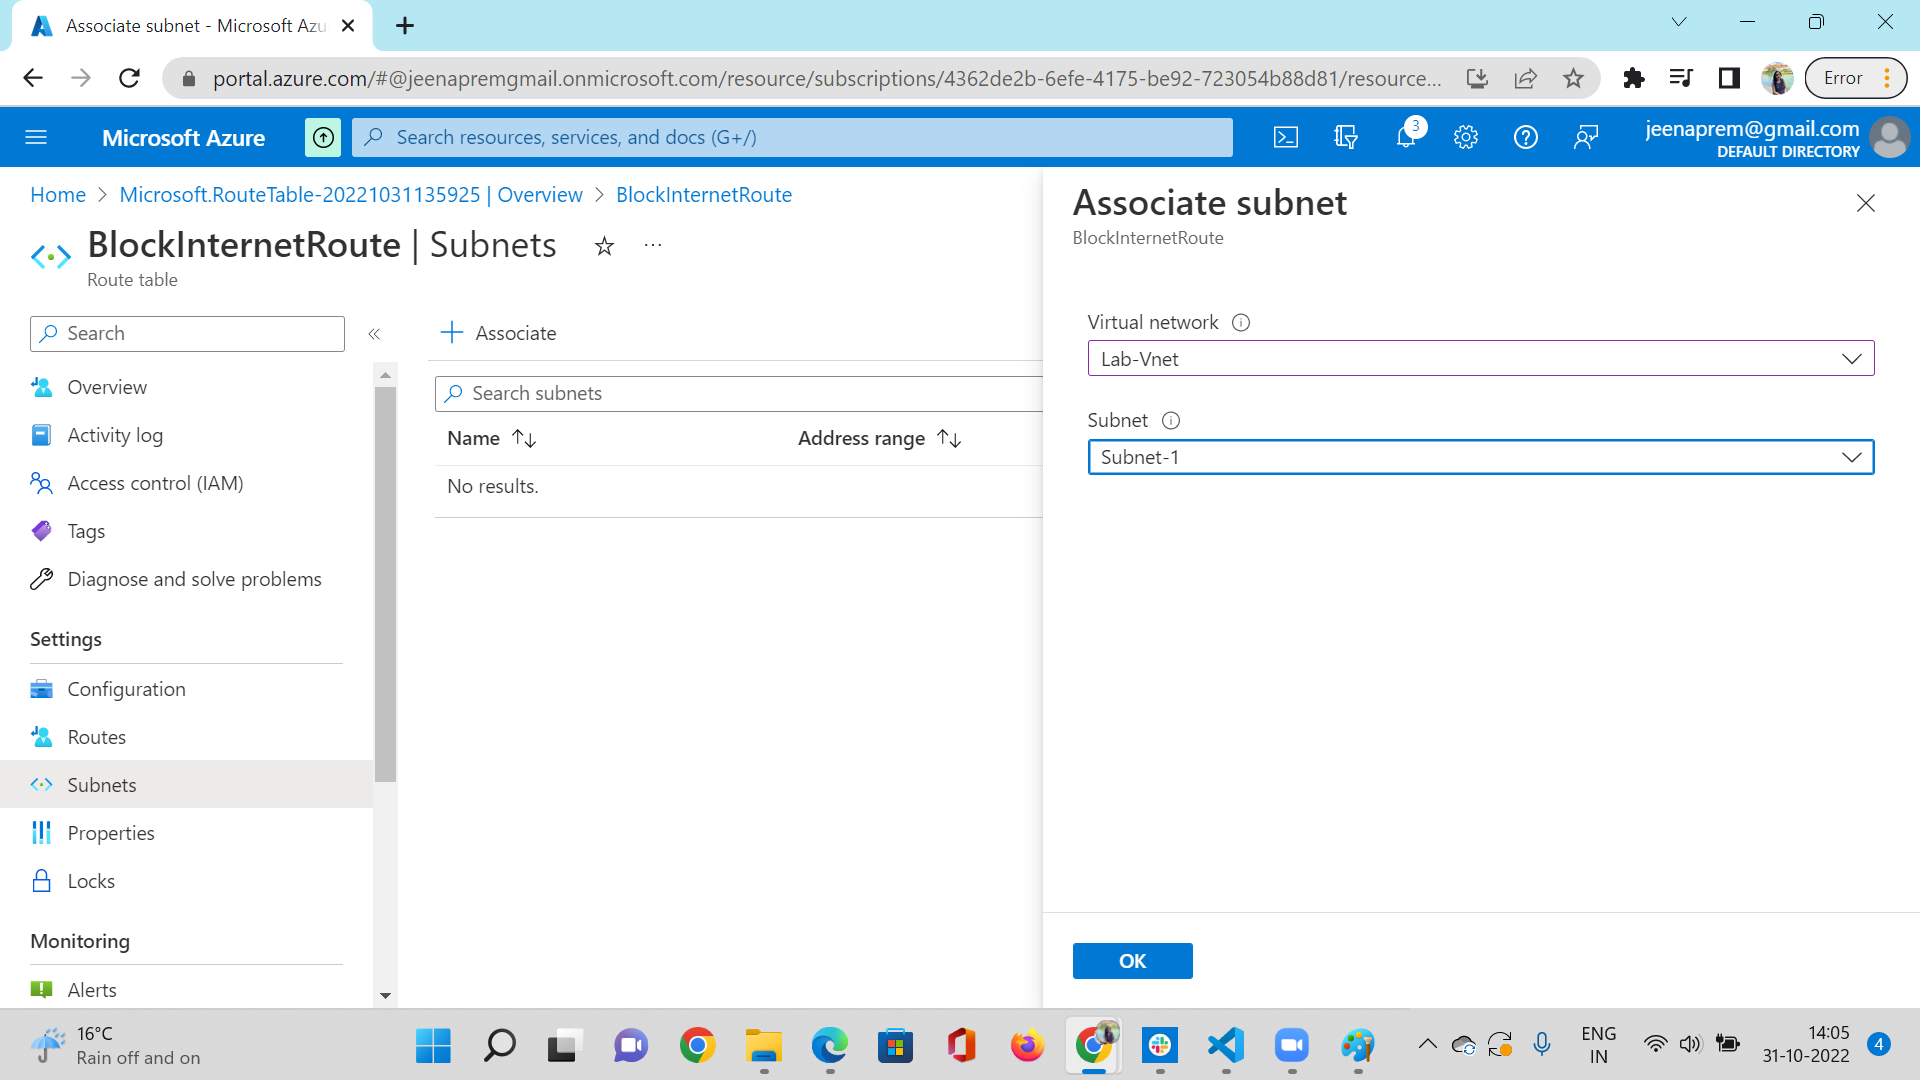 Associate subnet - Microsoft Azu
portal.azure.com/#@jeenapremgmail.onmicrosoft.com/resource/subscriptions/4362de2b-6efe-4175-be92-723054b88d81/resource...
Error
Microsoft Azure
Search resources, services, and docs (G+/)
3
jeenaprem@gmail.com
DEFAULT DIRECTORY
Home > Microsoft.RouteTable-20221031135925 | Overview > BlockInternetRoute
BlockInternetRoute | Subnets
Route table
Search
Overview
Activity log
Access control (IAM)
Tags
Diagnose and solve problems
Settings
Configuration
Routes
Subnets
Properties
Locks
Monitoring
Alerts
Associate
Search subnets
Name
Address range
No results.
Associate subnet
BlockInternetRoute
Virtual network
Lab-Vnet
Subnet
Subnet-1
OK
16°C
Rain off and on
ENG
IN
14:05
31-10-2022
4